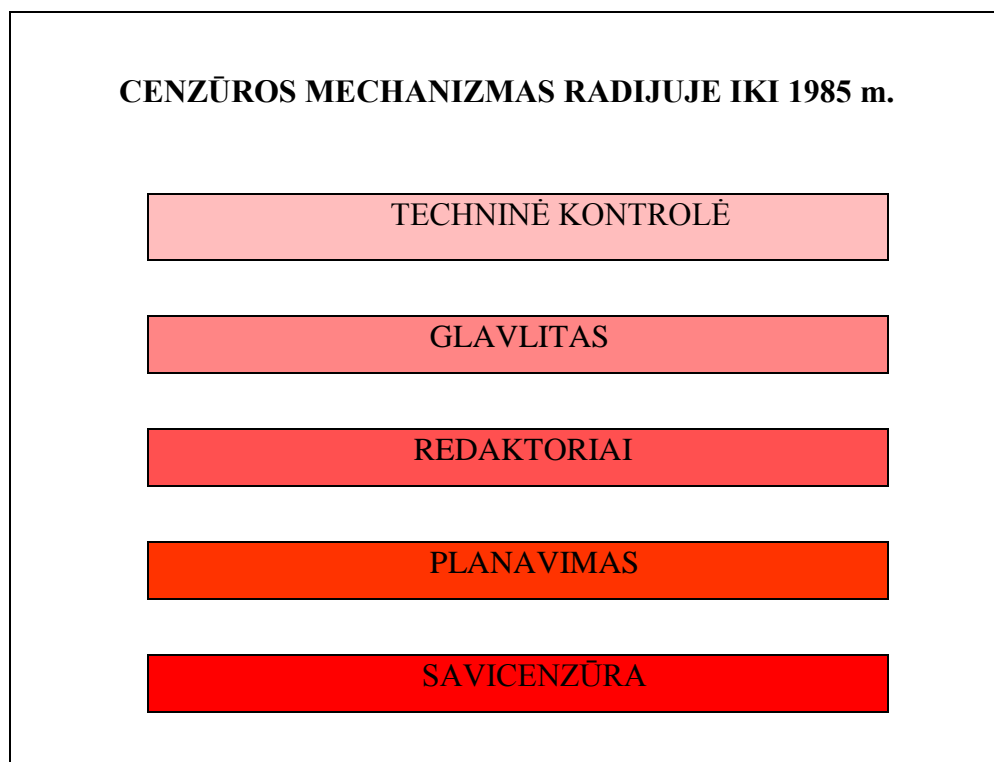 CENZŪROS MECHANIZMAS RADIJUJE IKI 1985 m.
TECHNINĖ KONTROLĖ
GLAVLITAS
REDAKTORIAI
PLANAVIMAS
SAVICENZŪRA